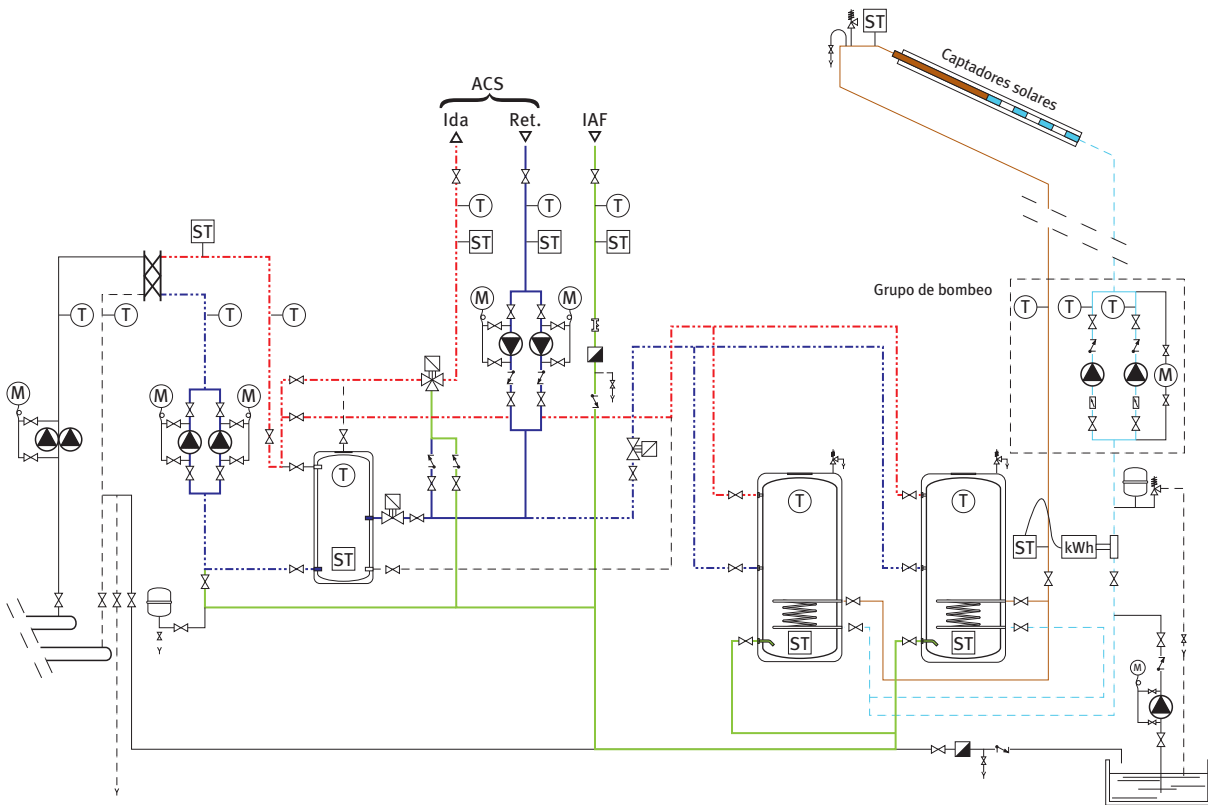 ST
Captadores solares
ACS
Ida Ret. IAF
T T T
ST ST ST ST
Grupo de bombeo
T T T T
M M
T T T
M
M M M
T
T T
ST kWh
ST
ST ST
M